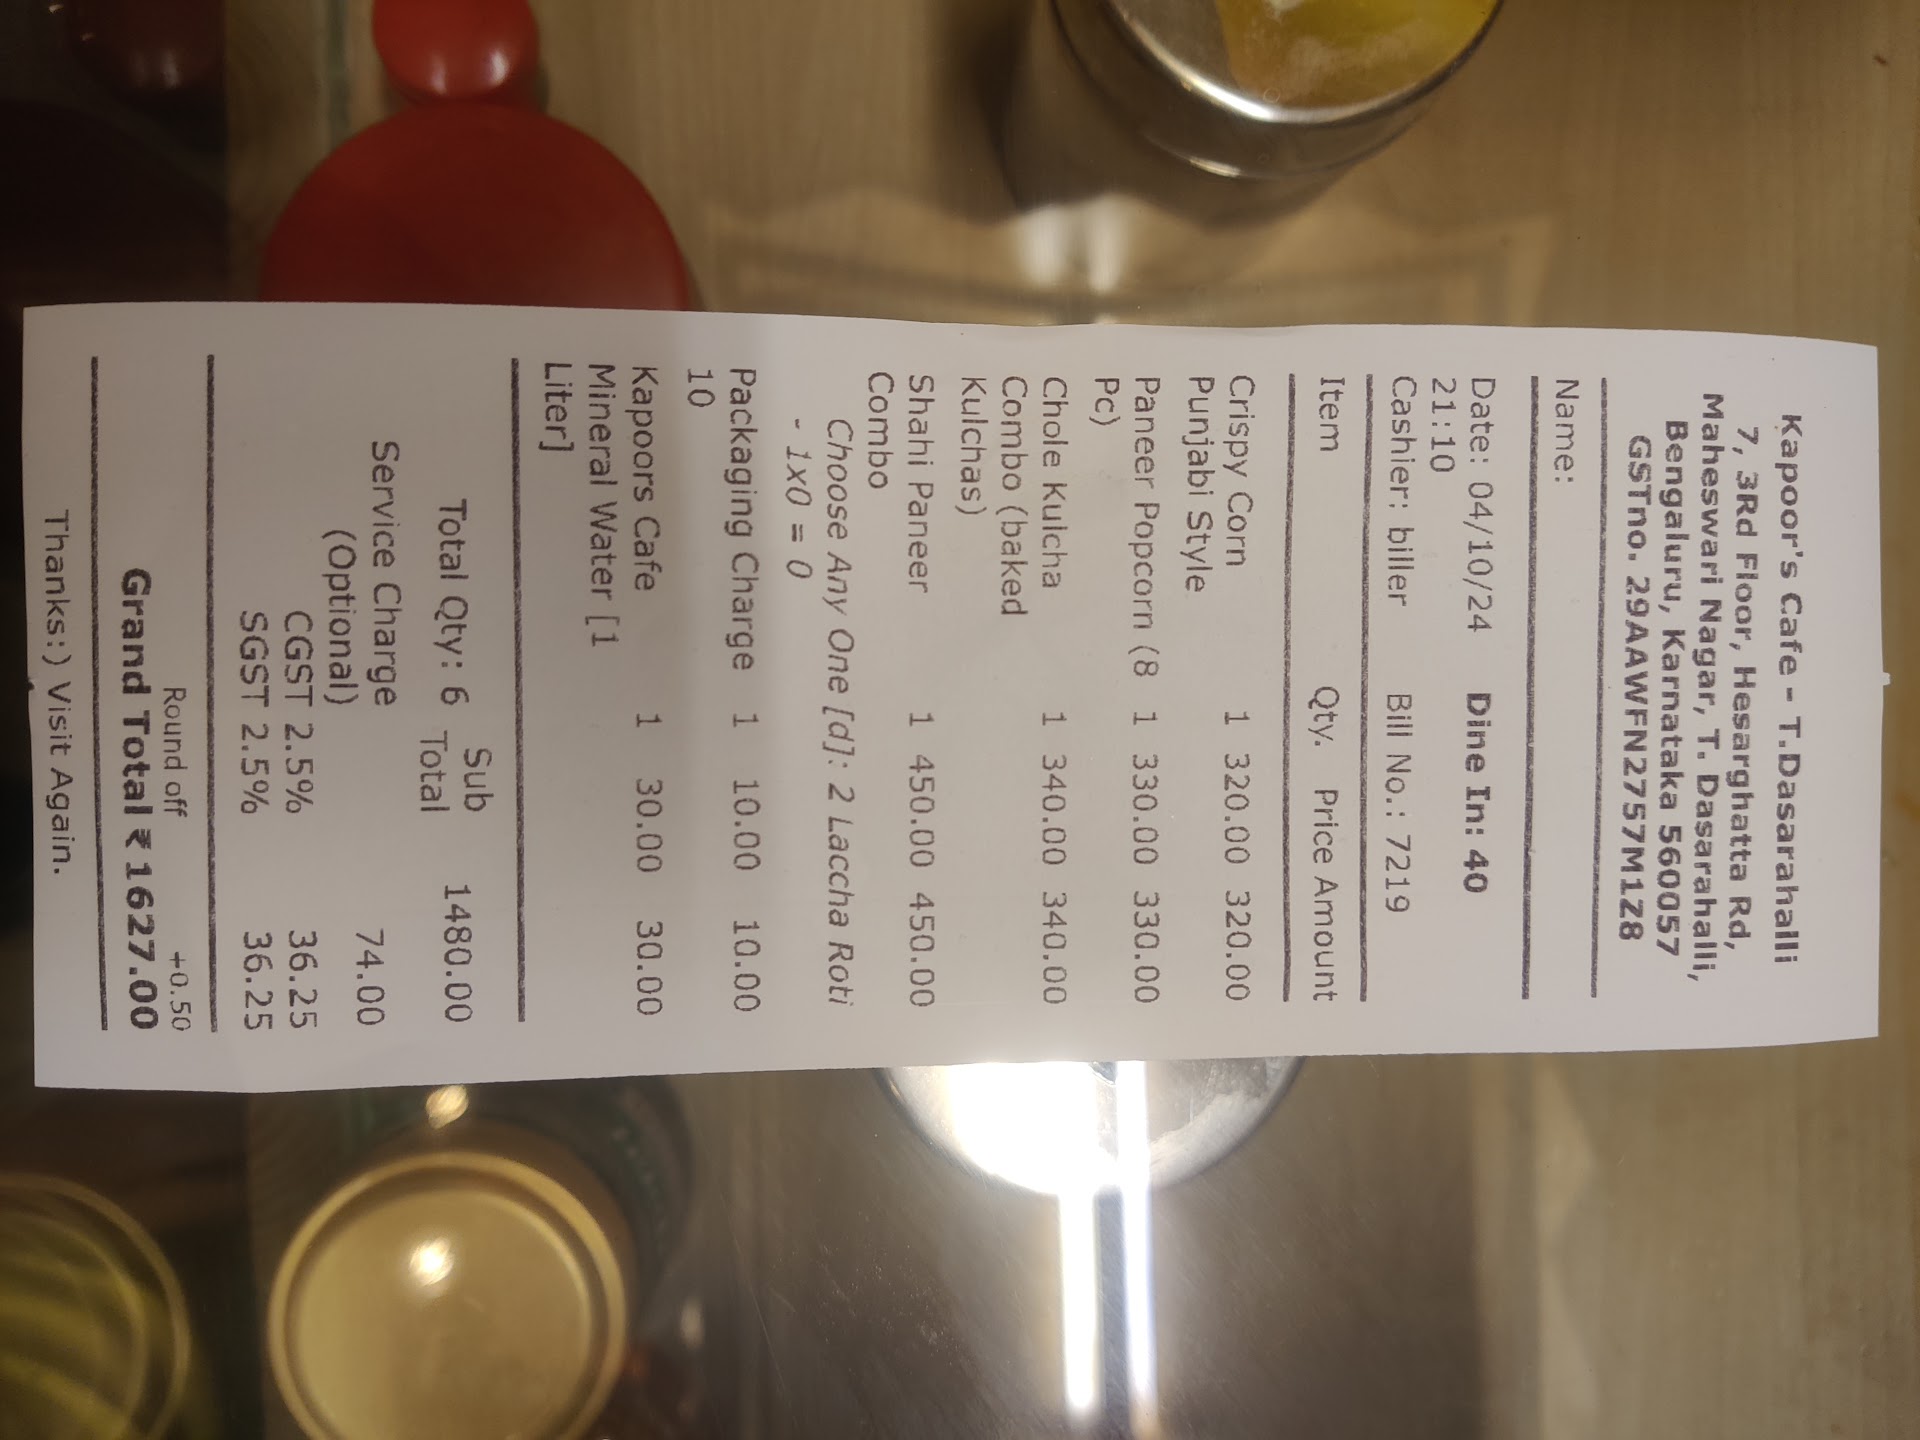 Kapoor's Cafe - T.Dasarahalli
7, 3Rd Floor, Hesarghatta Rd,
Maheswari Nagar, T. Dasarahalli,
Bengaluru, Karnataka 560057
GSTno. 29AAWFN2757M1Z8
Name:
Date: 04/10/24 Dine In: 40
21:10
Cashier: biller Bill No.: 7219
Item Qty. Price Amount
Crispy Corn 1 320.00 320.00
Punjabi Style
Paneer Popcorn (8 1 330.00 330.00
Pc)
Chole Kulcha 1 340.00 340.00
Combo (baked
Kulchas)
Shahi Paneer 1 450.00 450.00
Combo
Choose Any One [d]: 2 Laccha Roti
- 1x0 = 0
Packaging Charge 1 10.00 10.00
10
Kapoors Cafe 1 30.00 30.00
Mineral Water [1
Liter]
Total Qty: 6 Sub Total 1480.00
Service Charge 74.00
(Optional)
CGST 2.5% 36.25
SGST 2.5% 36.25
Round off +0.50
Grand Total ₹ 1627.00
Thanks:) Visit Again.